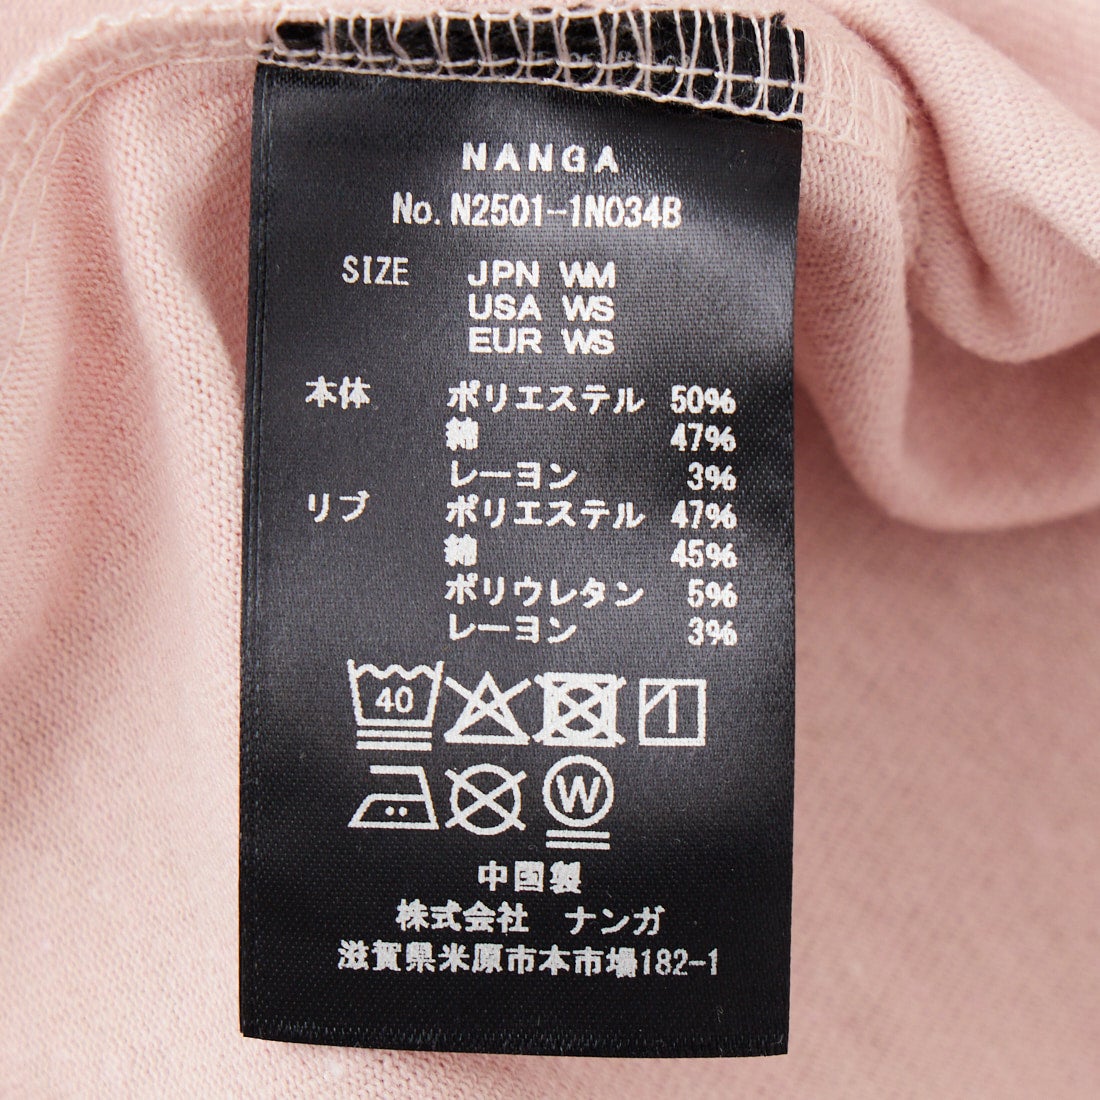 NANGA
No. N2501-1N034B
SIZE JPN WM
USA WS
EUR WS
本体 ポリエステル 50%
綿 47%
レーヨン 3%
リブ ポリエステル 47%
綿 45%
ポリウレタン 5%
レーヨン 3%
40
W
中国製
株式会社 ナンガ
滋賀県米原市本市場182-1